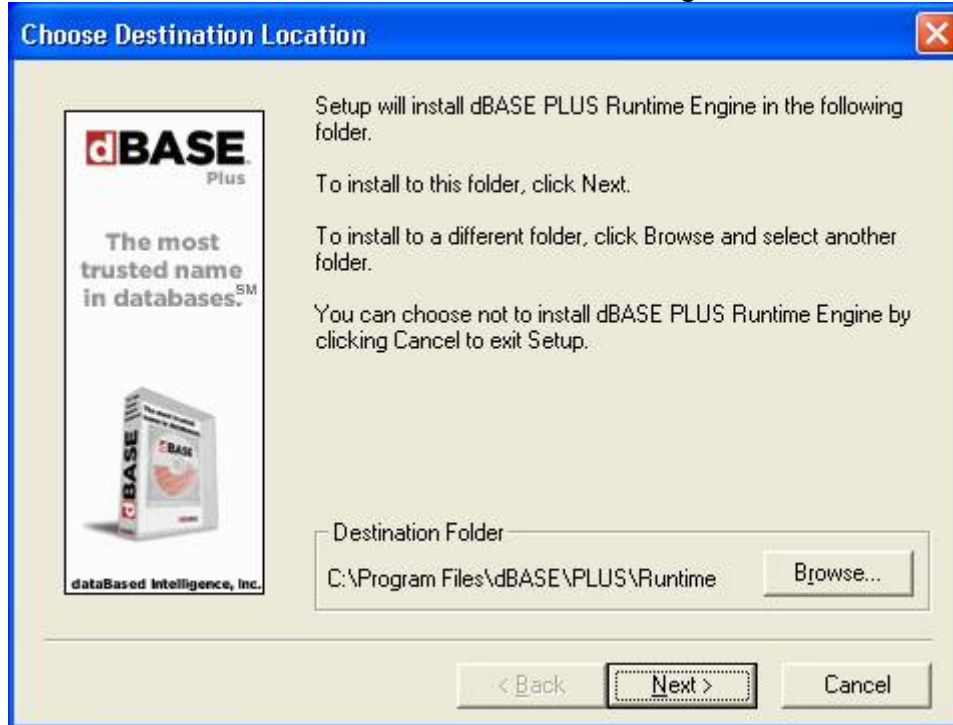 Choose Destination Location
dBASE
Plus
The most
trusted name
in databases.SM
dBASE
dataBased Intelligence, Inc.
Setup will install dBASE PLUS Runtime Engine in the following
folder.
To install to this folder, click Next.
To install to a different folder, click Browse and select another
folder.
You can choose not to install dBASE PLUS Runtime Engine by
clicking Cancel to exit Setup.
Destination Folder
C:\Program Files\dBASE\PLUS\Runtime
Browse...
< Back
Next >
Cancel